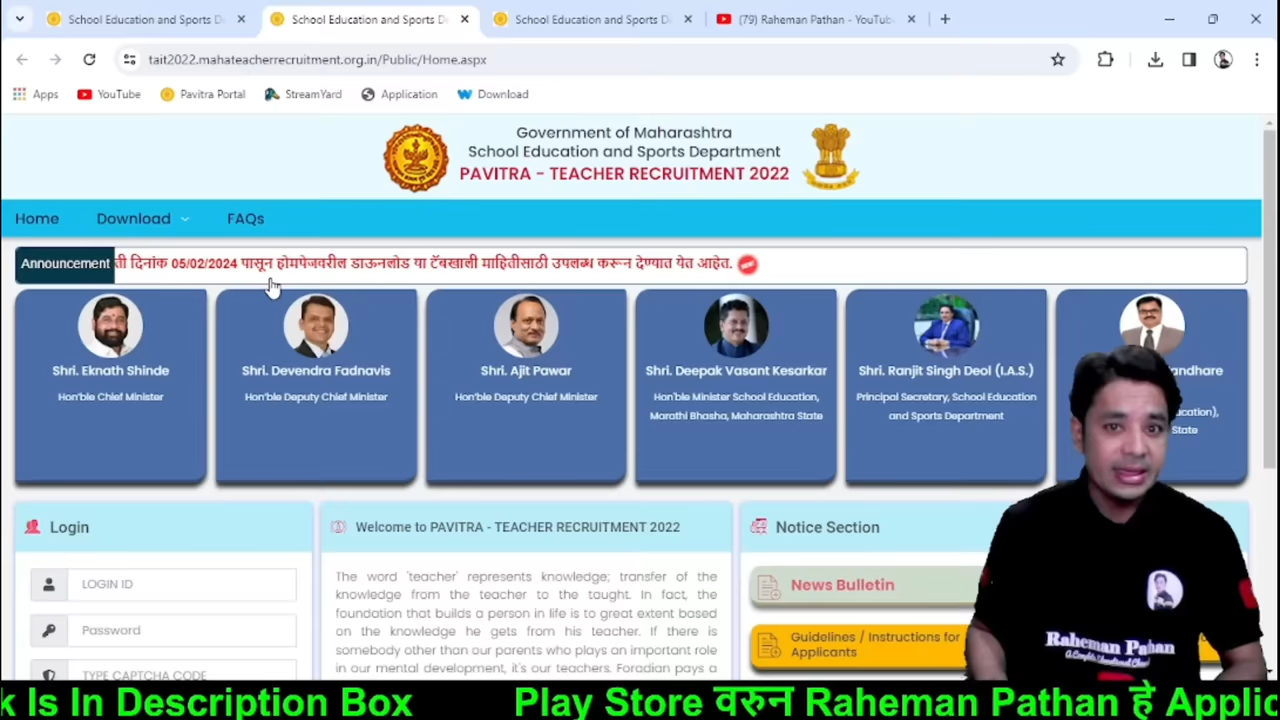 School Education and Sports D
School Education and Sports D
School Education and Sports D
(79) Raheman Pathan - YouTub
tait2022.mahateacherrecruitment.org.in/Public/Home.aspx
Apps
YouTube
Pavitra Portal
StreamYard
Application
Download
Government of Maharashtra
School Education and Sports Department
PAVITRA - TEACHER RECRUITMENT 2022
Home
Download
FAQs
Announcement
ती दिनांक 05/02/2024 पासून होमपेजवरील डाऊनलोड या टॅबखाली माहितीसाठी उपलब्ध करून देण्यात येत आहेत.
Shri. Eknath Shinde
Hon'ble Chief Minister
Shri. Devendra Fadnavis
Hon'ble Deputy Chief Minister
Shri. Ajit Pawar
Hon'ble Deputy Chief Minister
Shri. Deepak Vasant Kesarkar
Hon'ble Minister School Education,
Marathi Bhasha, Maharashtra State
Shri. Ranjit Singh Deol (I.A.S.)
Principal Secretary, School Education
and Sports Department
andhare
ucation),
State
Login
LOGIN ID
Password
TYPE CAPTCHA CODE
Welcome to PAVITRA - TEACHER RECRUITMENT 2022
The word 'teacher' represents knowledge; transfer of the
knowledge from the teacher to the taught. In fact, the
foundation that builds a person in life is to great extent based
on the knowledge he gets from his teacher. If there is
somebody other than our parents who plays an important role
in our mental development, it's our teachers. Foradian pays a
Notice Section
News Bulletin
Guidelines / Instructions for
Applicants
Raheman Pathan
A Complete Educational Channel
k Is In Description Box
Play Store वरुन Raheman Pathan हे Applic